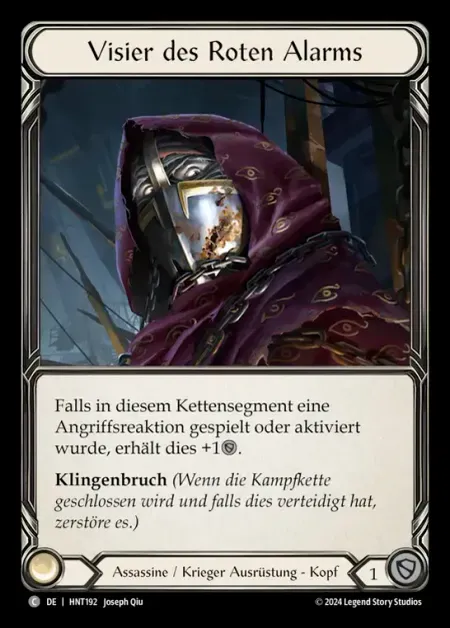 Visier des Roten Alarms
Falls in diesem Kettensegment eine
Angriffsreaktion gespielt oder aktiviert
wurde, erhält dies +1.
Klingenbruch (Wenn die Kampfkette
geschlossen wird und falls dies verteidigt hat,
zerstöre es.)
Assassine / Krieger Ausrüstung - Kopf
1
C DE | HNT192 Joseph Qiu
© 2024 Legend Story Studios